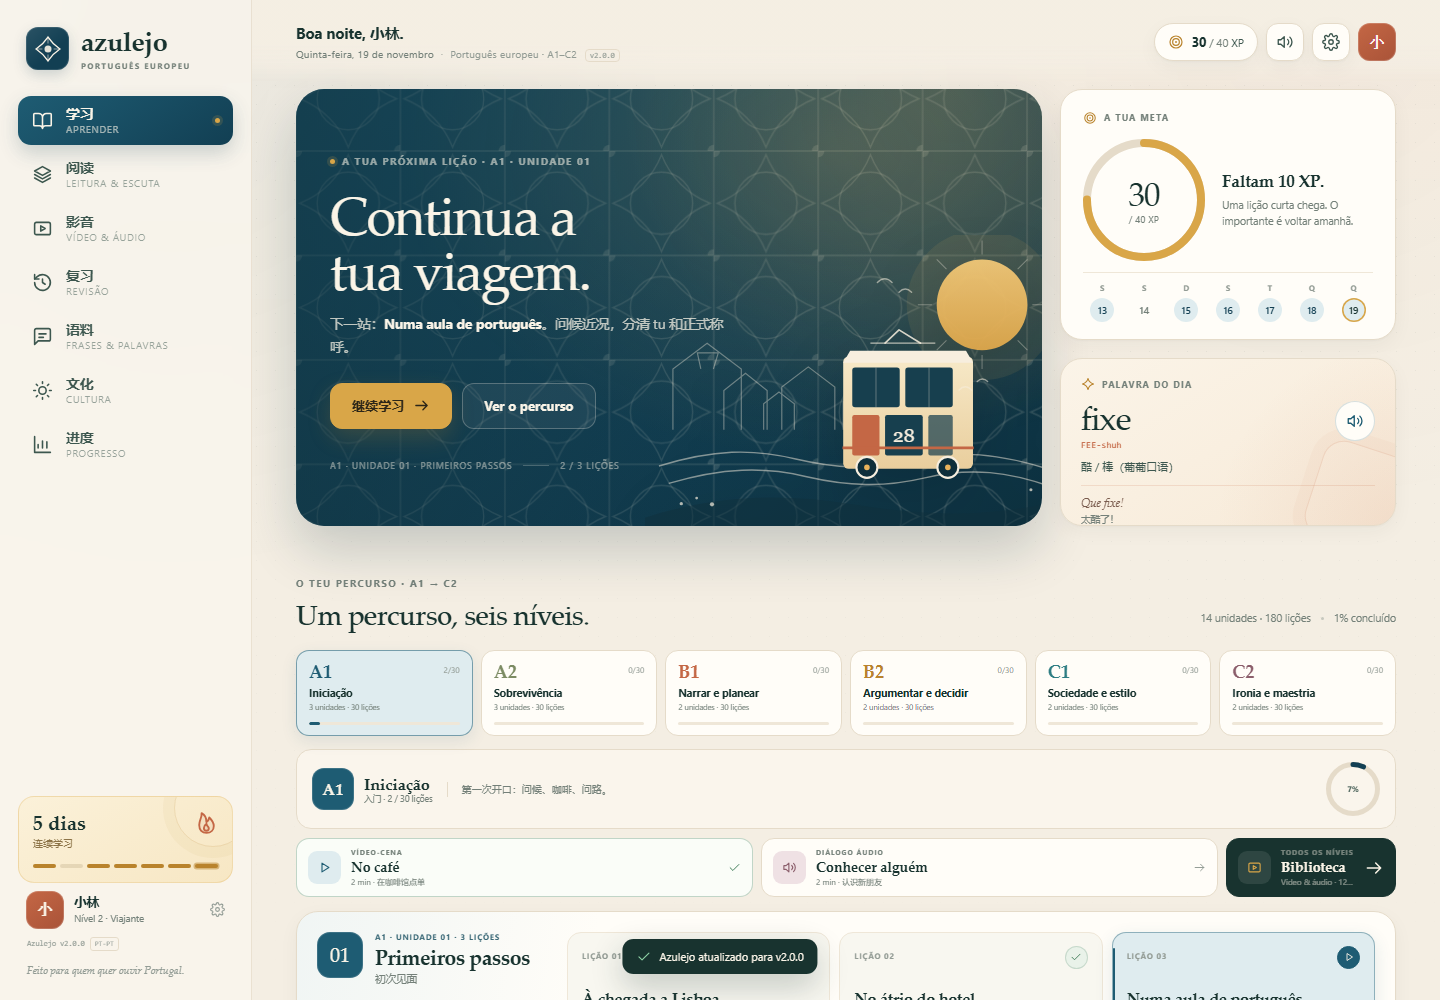 azulejo
PORTUGUÊS EUROPEU
学习
APRENDER
阅读
LEITURA & ESCUTA
影音
VÍDEO & ÁUDIO
复习
REVISÃO
语料
FRASES & PALAVRAS
文化
CULTURA
进度
PROGRESSO
5 dias
连续学习
小
小林
Nível 2 · Viajante
Azulejo v2.0.0 PT-PT
Feito para quem quer ouvir Portugal.
Boa noite, 小林.
Quinta-feira, 19 de novembro · Português europeu · A1–C2 v2.0.0
30 / 40 XP
小
A TUA PRÓXIMA LIÇÃO · A1 · UNIDADE 01
Continua a
tua viagem.
下一站：Numa aula de português。问候近况，分清 tu 和正式称
呼。
继续学习 →
Ver o percurso
A1 · UNIDADE 01 · PRIMEIROS PASSOS 2 / 3 LIÇÕES
28
A TUA META
30
/ 40 XP
Faltam 10 XP.
Uma lição curta chega. O
importante é voltar amanhã.
S S D S T Q Q
13 14 15 16 17 18 19
PALAVRA DO DIA
fixe
FEE-shuh
酷 / 棒（葡萄口语）
Que fixe!
太酷了!
O TEU PERCURSO · A1 → C2
Um percurso, seis níveis.
14 unidades · 180 lições • 1% concluído
A1 2/30
Iniciação
3 unidades · 30 lições
A2 0/30
Sobrevivência
3 unidades · 30 lições
B1 0/30
Narrar e planear
2 unidades · 30 lições
B2 0/30
Argumentar e decidir
2 unidades · 30 lições
C1 0/30
Sociedade e estilo
2 unidades · 30 lições
C2 0/30
Ironia e maestria
2 unidades · 30 lições
A1
Iniciação
入门 · 2 / 30 lições
第一次开口：问候、咖啡、问路。
7%
VÍDEO-CENA
No café
2 min · 在咖啡馆点单
DIÁLOGO ÁUDIO
Conhecer alguém
2 min · 认识新朋友
→
TODOS OS NÍVEIS
Biblioteca
Vídeo & áudio · 12...
→
01
A1 · UNIDADE 01 · 3 LIÇÕES
Primeiros passos
初次见面
LIÇÃO 01
À chegada a Lisboa
LIÇÃO 02
No átrio do hotel
LIÇÃO 03
Numa aula de português
Azulejo atualizado para v2.0.0